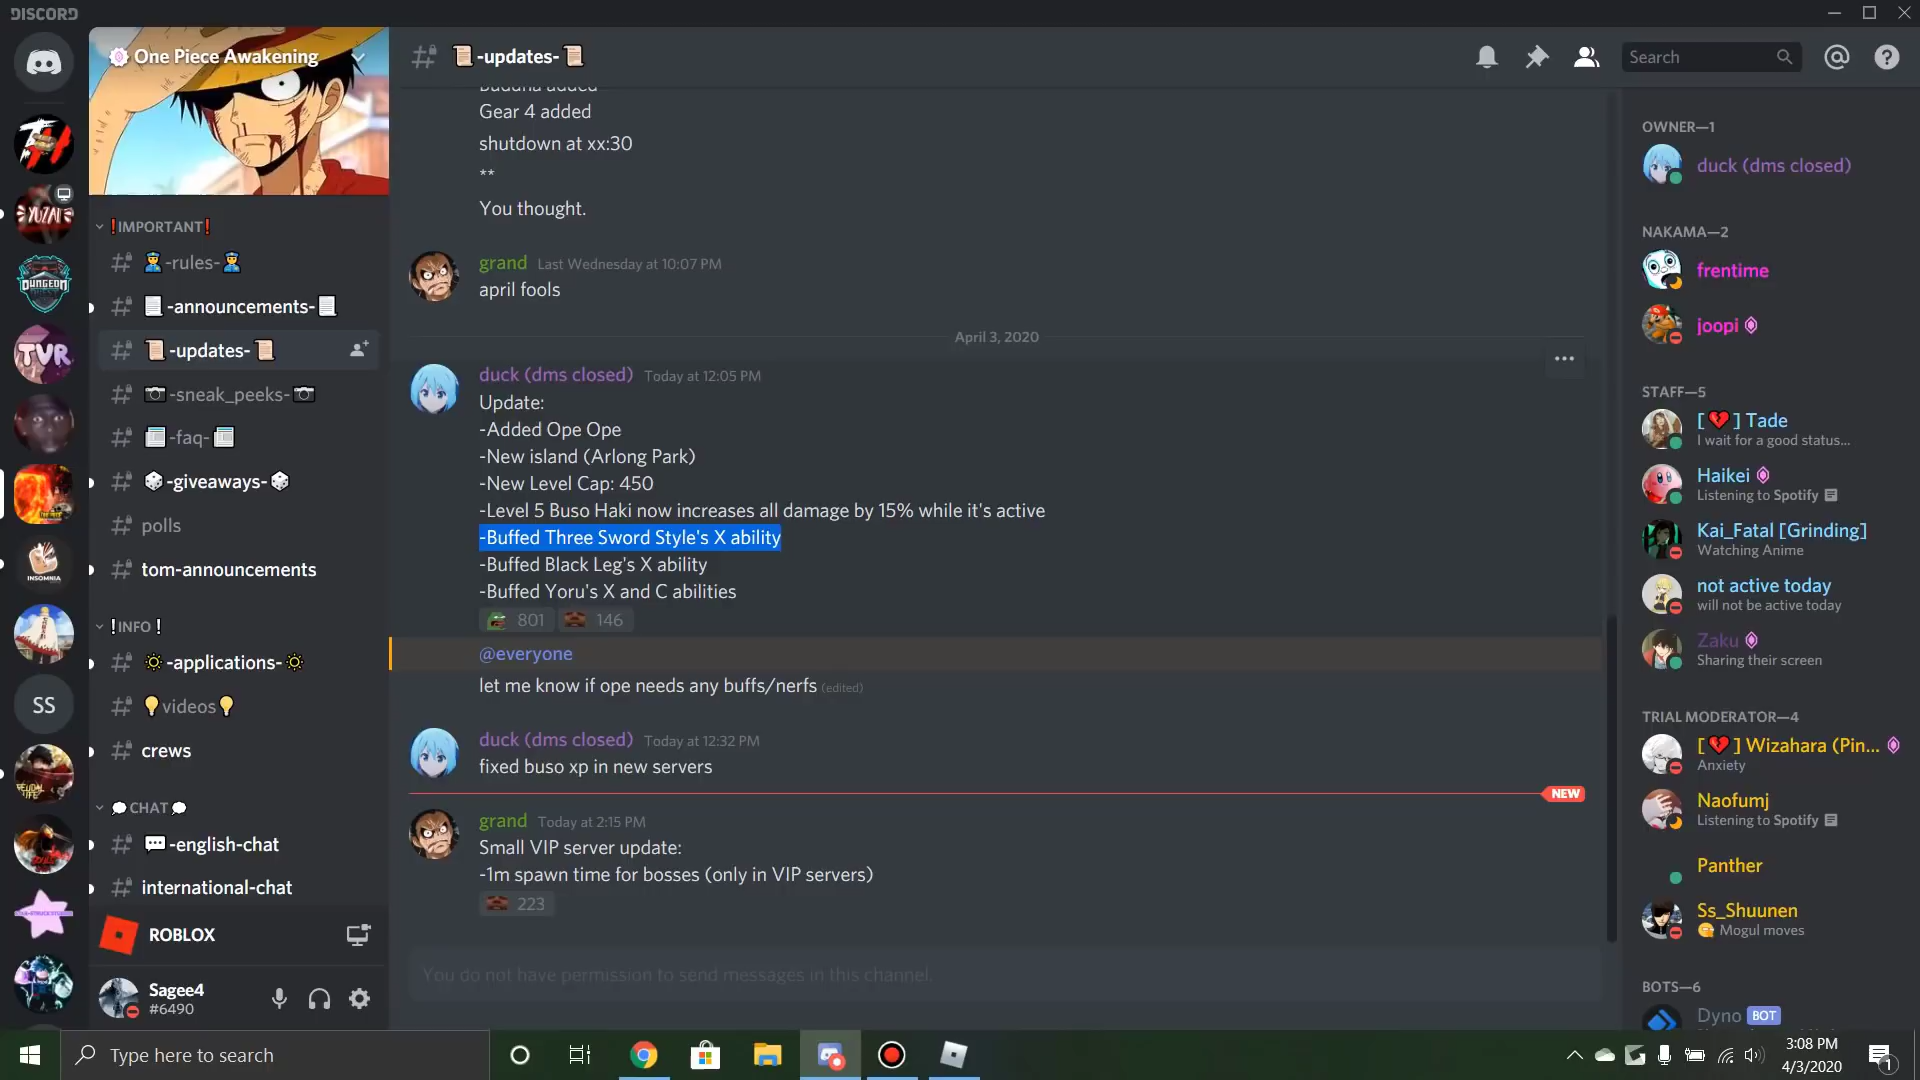 DISCORD
One Piece Awakening
❗IMPORTANT❗
-rules-
-announcements-
-updates-
-sneak_peeks-
-faq-
-giveaways-
polls
tom-announcements
❕INFO❕
-applications-
videos
crews
CHAT
-english-chat
international-chat
ROBLOX
Sagee4
#6490
TH
YUZAI
DUNGEON
TVR
INSOMNIA
SS
-updates-
Search
Buddha added
Gear 4 added
shutdown at xx:30
**
You thought.
grand Last Wednesday at 10:07 PM
april fools
April 3, 2020
duck (dms closed) Today at 12:05 PM
Update:
-Added Ope Ope
-New island (Arlong Park)
-New Level Cap: 450
-Level 5 Buso Haki now increases all damage by 15% while it's active
-Buffed Three Sword Style's X ability
-Buffed Black Leg's X ability
-Buffed Yoru's X and C abilities
801 146
@everyone
let me know if ope needs any buffs/nerfs (edited)
duck (dms closed) Today at 12:32 PM
fixed buso xp in new servers
NEW
grand Today at 2:15 PM
Small VIP server update:
-1m spawn time for bosses (only in VIP servers)
223
You do not have permission to send messages in this channel.
OWNER—1
duck (dms closed)
NAKAMA—2
frentime
joopi
STAFF—5
[💔] Tade
I wait for a good status...
Haikei
Listening to Spotify
Kai_Fatal [Grinding]
Watching Anime
not active today
will not be active today
Zaku
Sharing their screen
TRIAL MODERATOR—4
[💔] Wizahara (Pin...
Anxiety
Naofumj
Listening to Spotify
Panther
Ss_Shuunen
Mogul moves
BOTS—6
Dyno BOT
Type here to search
3:08 PM
4/3/2020
1